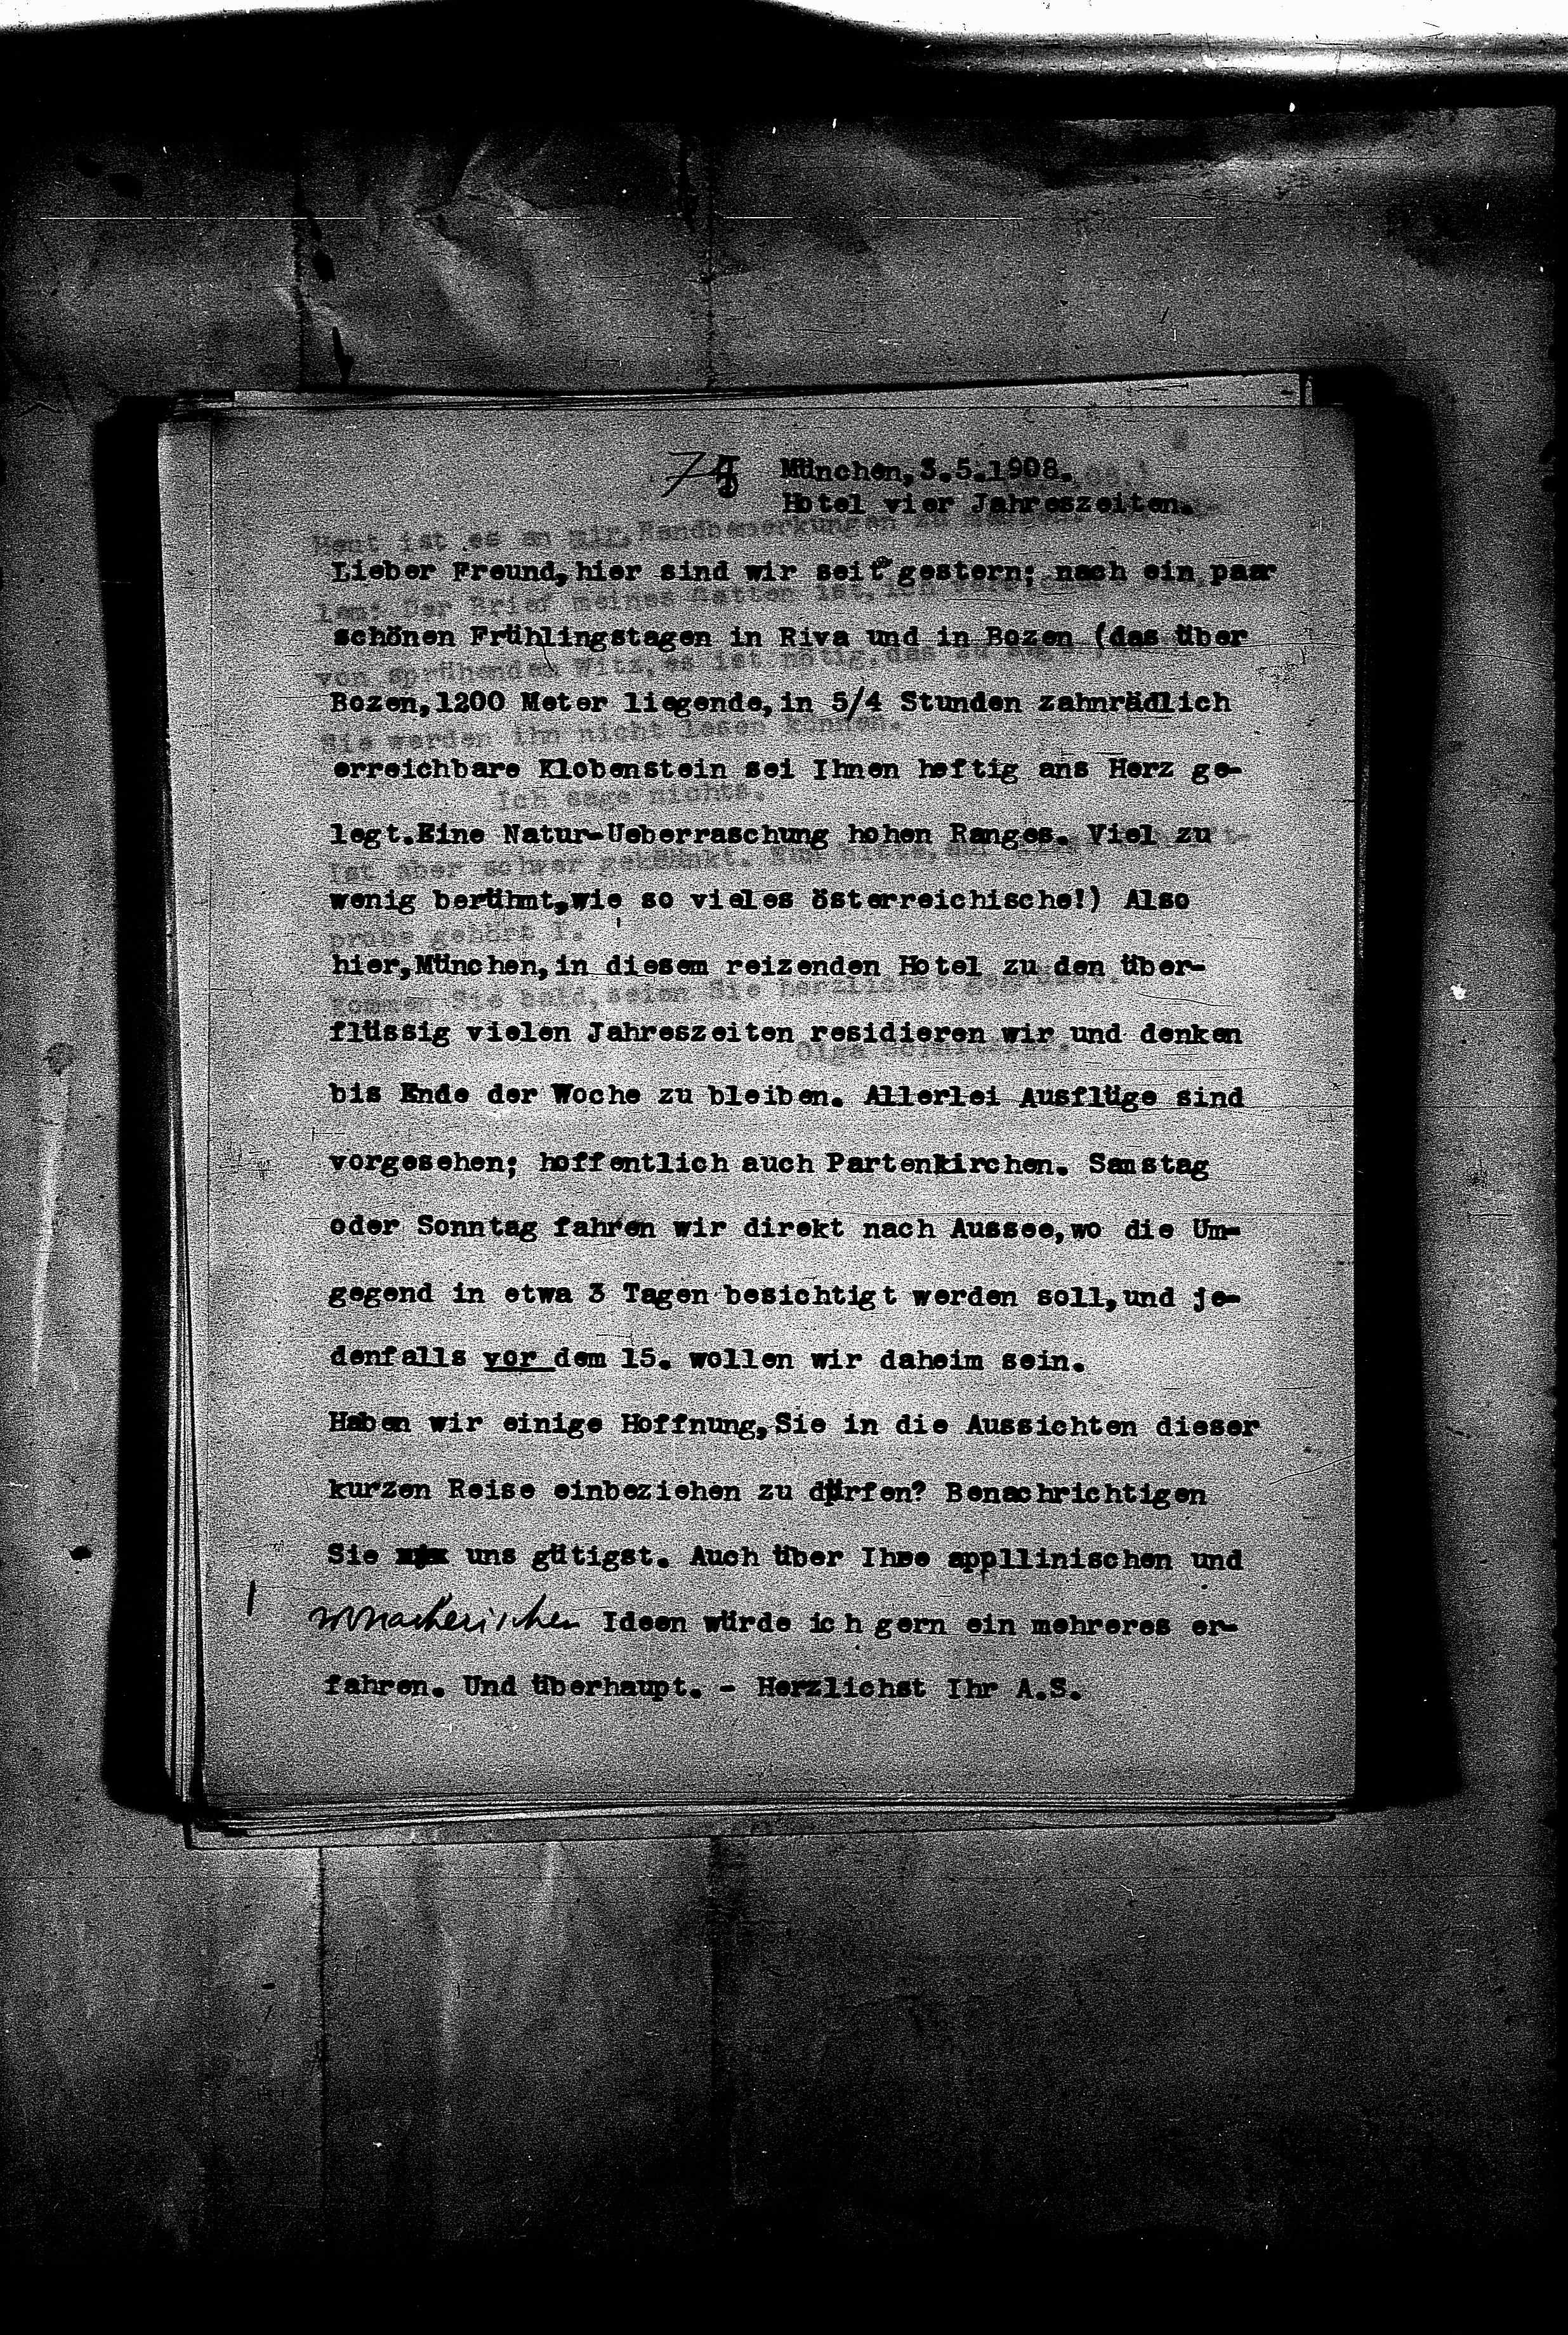 74 München,3.5.1908.
Hotel vier Jahreszeiten.
Lieber Freund,hier sind wir seit gestern; nach ein paar
schönen Frühlingstagen in Riva und in Bozen (das über
Bozen,1200 Meter liegende,in 5/4 Stunden zahnrädlich
erreichbare Klobenstein sei Ihnen heftig ans Herz ge-
legt.Eine Natur-Ueberraschung hohen Ranges. Viel zu
wenig berühmt,wie so vieles österreichische!) Also
hier,München,in diesem reizenden Hotel zu den über-
flüssig vielen Jahreszeiten residieren wir und denken
bis Ende der Woche zu bleiben. Allerlei Ausflüge sind
vorgesehen; hoffentlich auch Partenkirchen. Samstag
oder Sonntag fahren wir direkt nach Aussee,wo die Um-
gegend in etwa 3 Tagen besichtigt werden soll,und je-
denfalls vor dem 15. wollen wir daheim sein.
Haben wir einige Hoffnung,Sie in die Aussichten dieser
kurzen Reise einbeziehen zu dürfen? Benachrichtigen
Sie uns gütigst. Auch über Ihre appllinischen und
Ideen würde ich gern ein mehreres er-
fahren. Und überhaupt. - Herzlichst Ihr A.S.